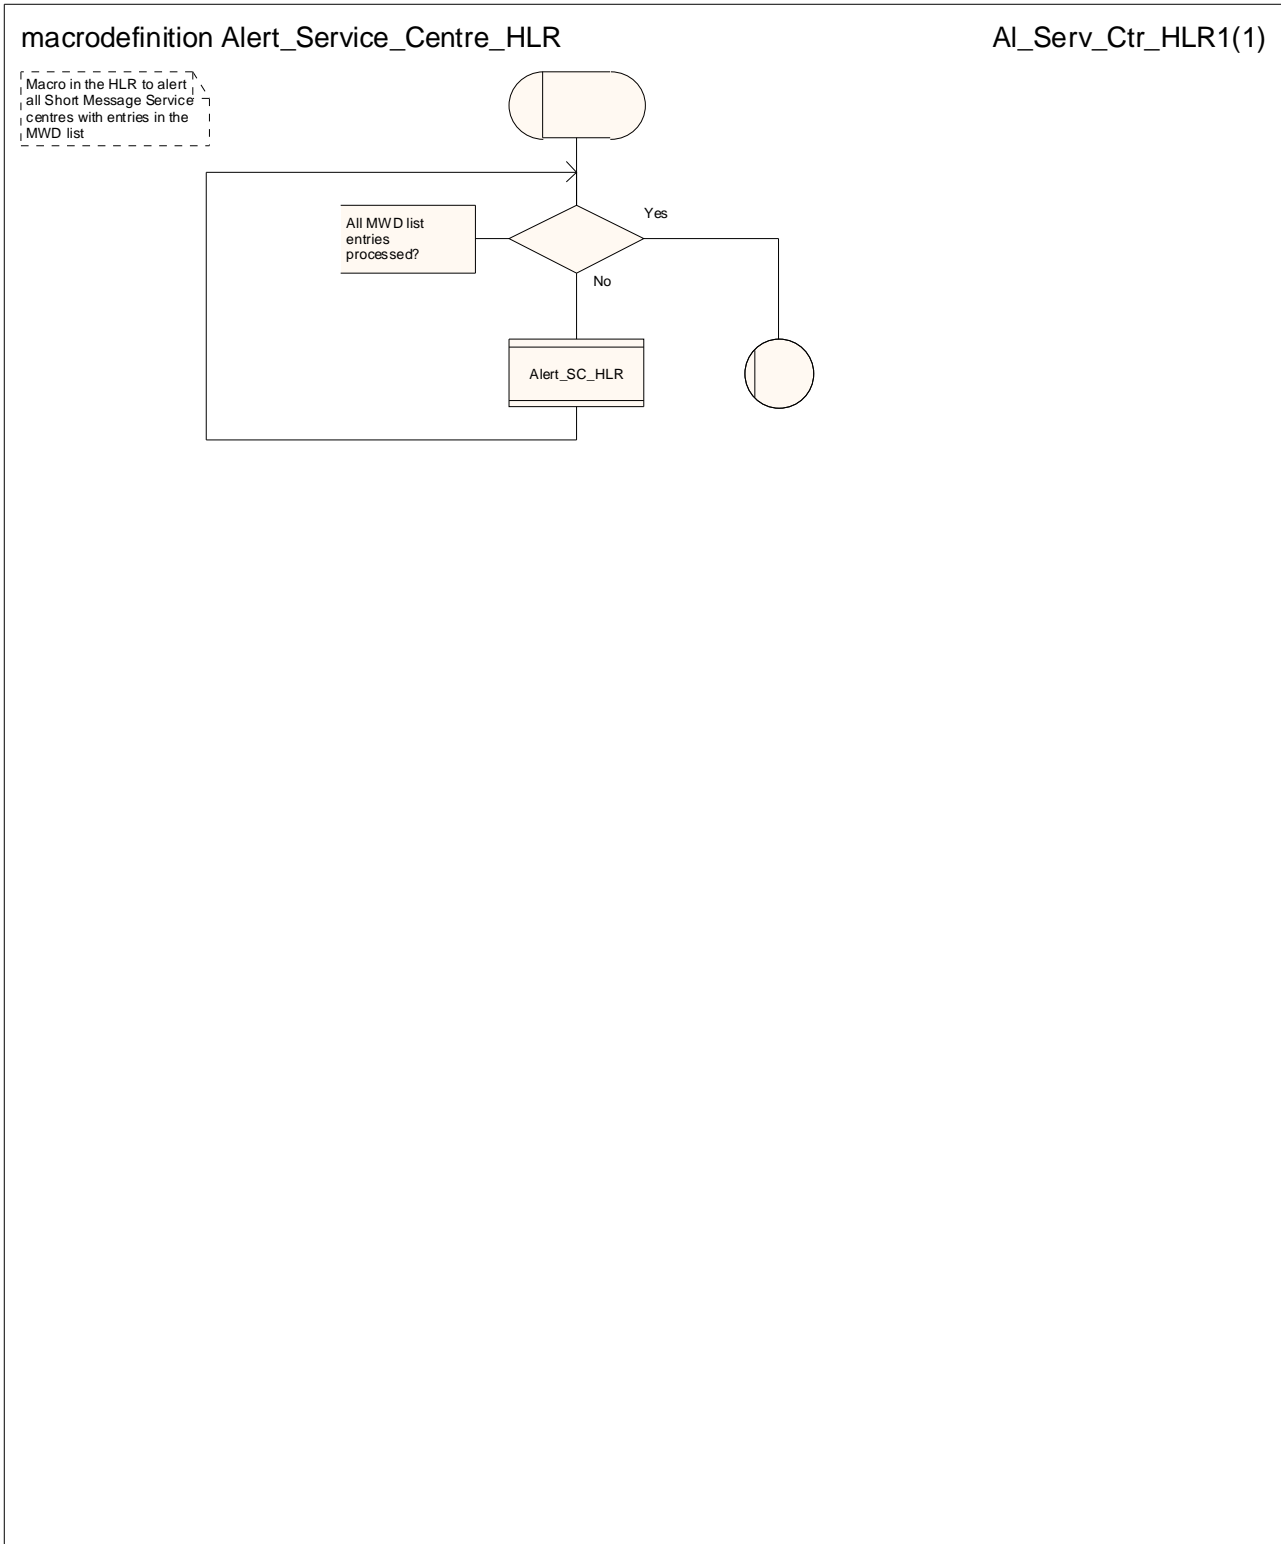 macrodefinition Alert_Service_Centre_HLR
Al_Serv_Ctr_HLR1(1)
Macro in the HLR to alert
all Short Message Service
centres with entries in the
MWD list
All MWD list
entries
processed?
Yes
No
Alert_SC_HLR